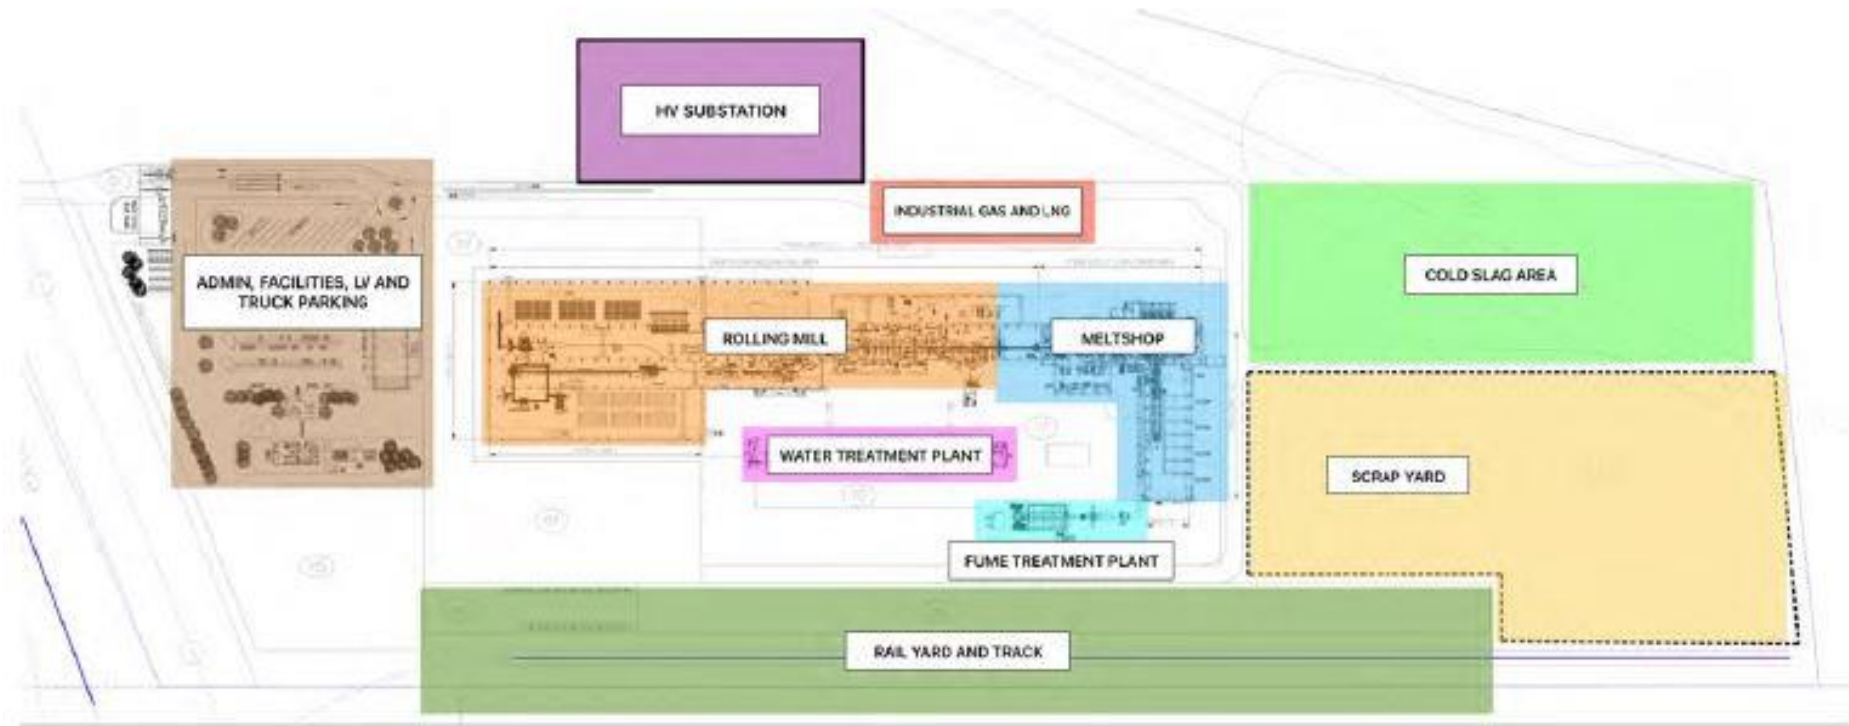 HV SUBSTATION
INDUSTRIAL GAS AND LNG
ADMIN, FACILITIES, LV AND
TRUCK PARKING
COLD SLAG AREA
ROLLING MILL
MELTSHOP
WATER TREATMENT PLANT
SCRAP YARD
FUME TREATMENT PLANT
RAIL YARD AND TRACK